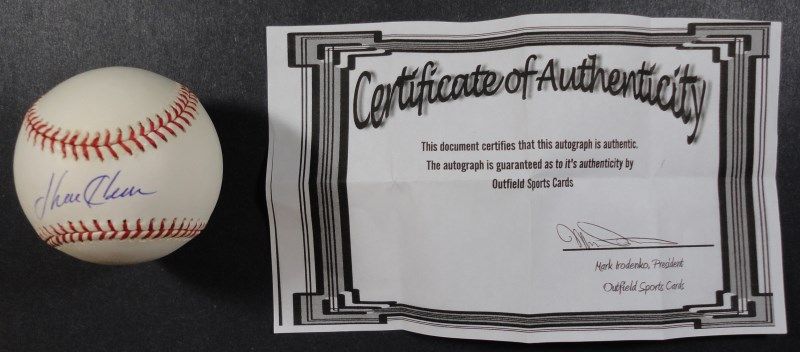 Certificate of Authenticity
This document certifies that this autograph is authentic.
The autograph is guaranteed as to it's authenticity by
Outfield Sports Cards
Mark Irodenko, President
Outfield Sports Cards